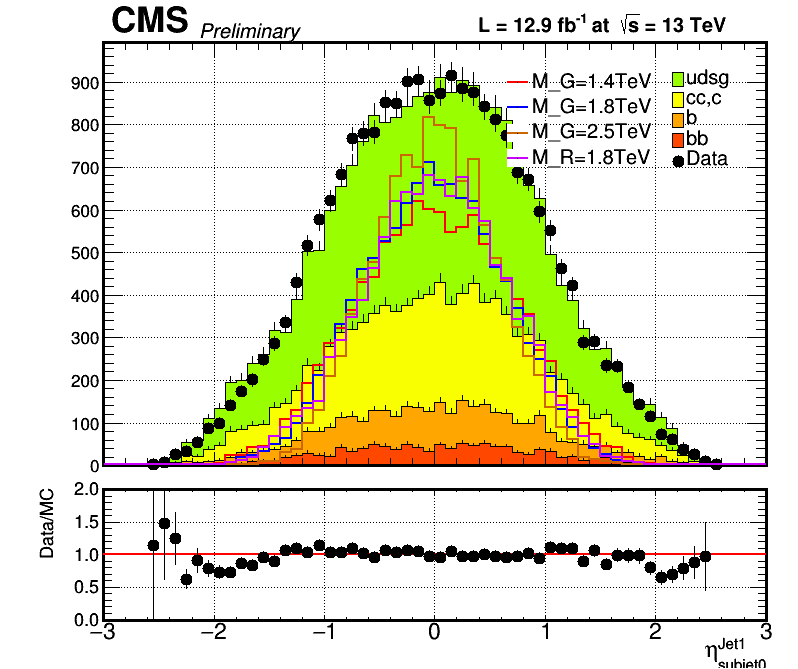 CMS Preliminary L = 12.9 fb⁻¹ at √s = 13 TeV
900
800
700
600
500
400
300
200
100
0
M_G=1.4TeV
M_G=1.8TeV
M_G=2.5TeV
M_R=1.8TeV
udsg
cc,c
b
bb
Data
Data/MC
2.0
1.5
1.0
0.5
0.0
−3 −2 −1 0 1 2 3
η Jet1 subjet0